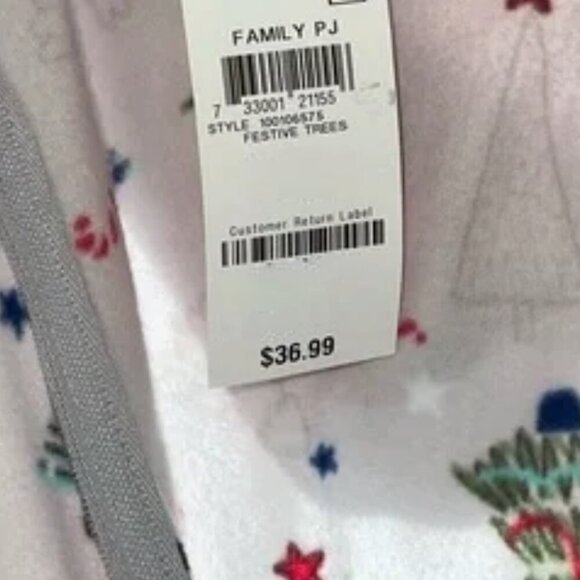 FAMILY PJ
7 33001 21155
STYLE 100106575
FESTIVE TREES
Customer Return Label
$36.99